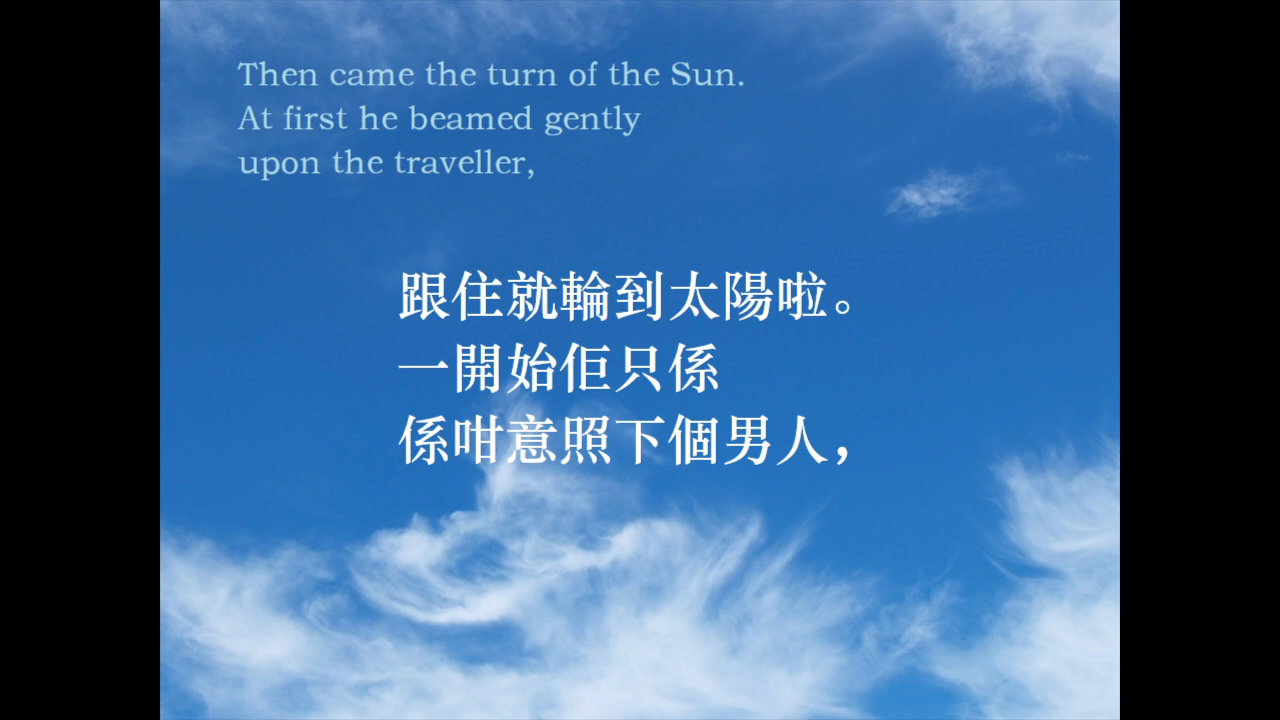 Then came the turn of the Sun.
At first he beamed gently
upon the traveller,
跟住就輪到太陽啦。
一開始佢只係
係咁意照下個男人，